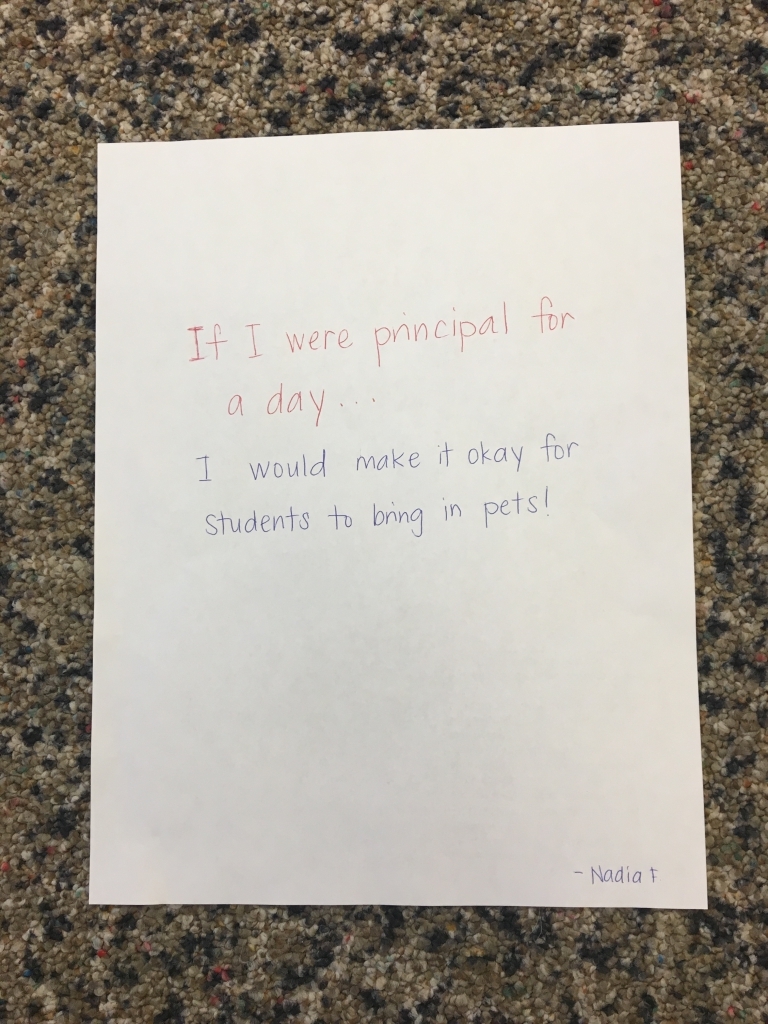 If I were principal for
a day...
I would make it okay for
students to bring in pets!
- Nadia F